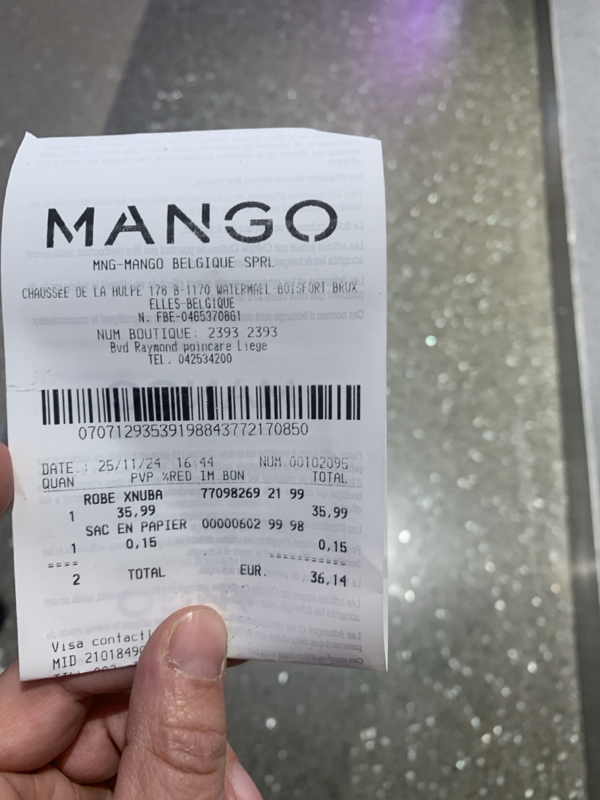 MANGO
MNG-MANGO BELGIQUE SPRL
CHAUSSEE DE LA HULPE 178 B-1170 WATERMALL-BOISFORT BRUX
ELLES-BELGIQUE
N. FBE-0465370861
NUM BOUTIQUE: 2393 2393
Bvd Raymond poincare Liege
TEL. 042534200
07071293539198843772170850
DATE.: 25/11/24 16:44 NUM.00102095
QUAN PVP %RED IM.BON TOTAL
ROBE XNUBA 77098269 21 99
1 35,99 35,99
SAC EN PAPIER 00000602 99 98
1 0,15 0,15
==== ==========
2 TOTAL EUR. 36,14
Visa contactl
MID 2101849